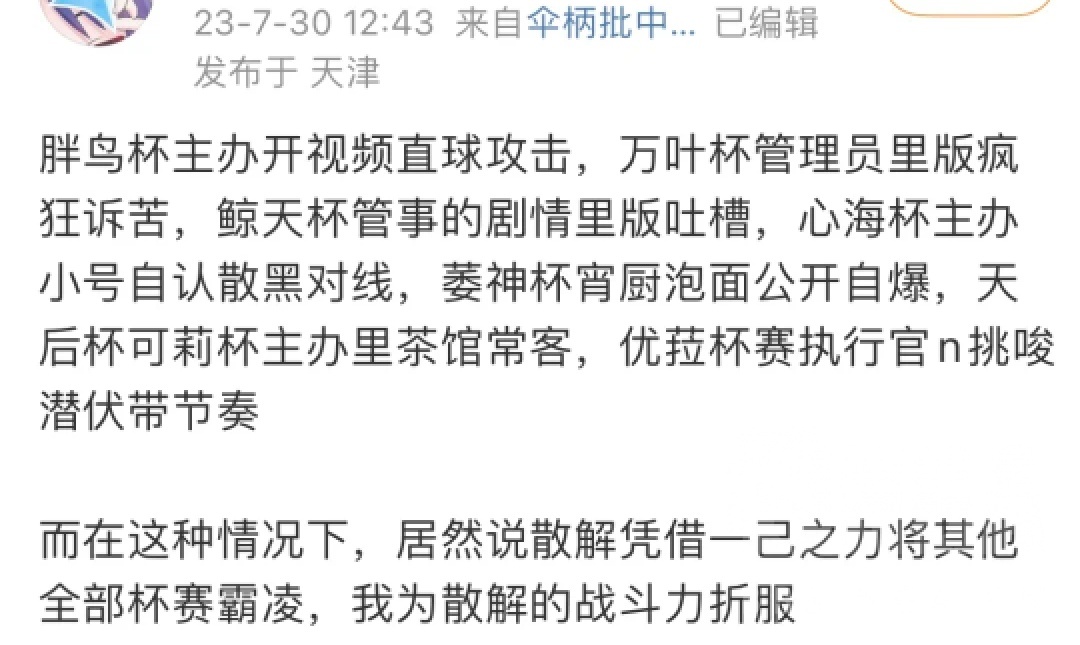 23-7-30 12:43 来自伞柄批中... 已编辑
发布于 天津
胖鸟杯主办开视频直球攻击，万叶杯管理员里版疯
狂诉苦，鲸天杯管事的剧情里版吐槽，心海杯主办
小号自认散黑对线，萎神杯宵厨泡面公开自爆，天
后杯可莉杯主办里茶馆常客，优菈杯赛执行官n挑唆
潜伏带节奏
而在这种情况下，居然说散解凭借一己之力将其他
全部杯赛霸凌，我为散解的战斗力折服